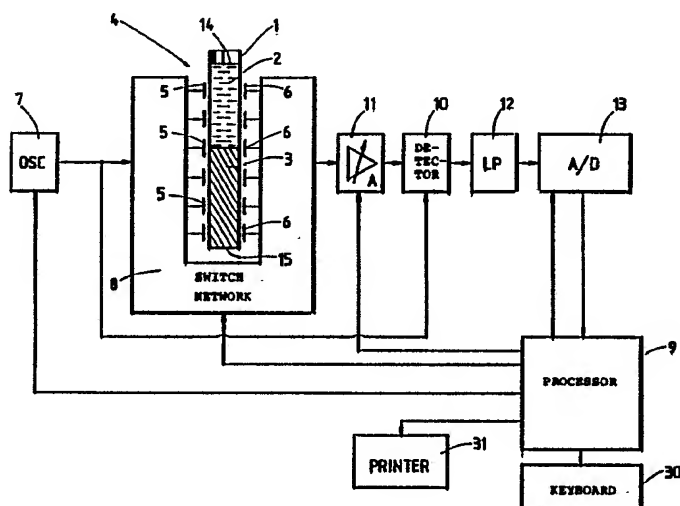 4
14
1
2
5
6
7
OSC
5
6
3
11
A
10
DE-
TEC-
TOR
12
LP
13
A/D
5
6
15
8
SWITCH
NETWORK
9
PROCESSOR
PRINTER
31
KEYBOARD
30